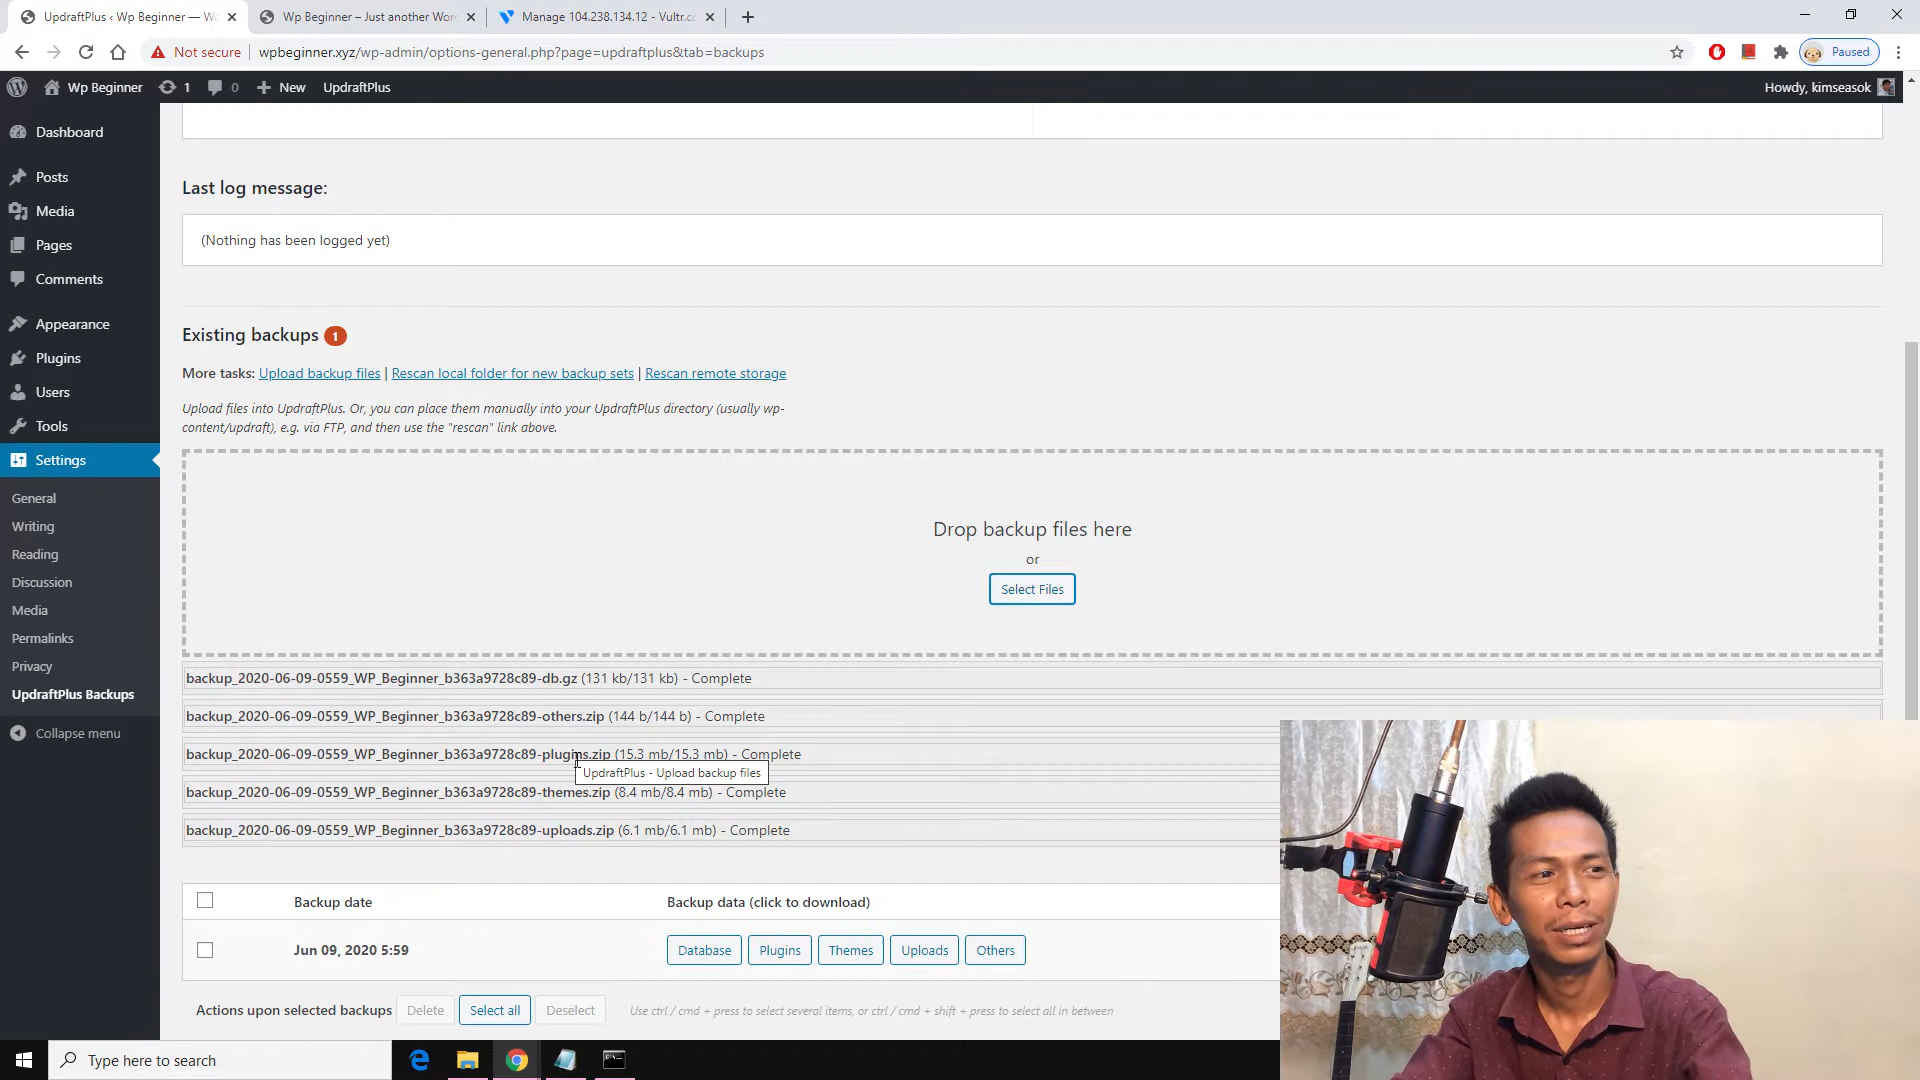 UpdraftPlus ‹ Wp Beginner — Wo
Wp Beginner – Just another Wor
Manage 104.238.134.12 - Vultr.c
Not secure
wpbeginner.xyz/wp-admin/options-general.php?page=updraftplus&tab=backups
Paused
Wp Beginner
1
0
New
UpdraftPlus
Howdy, kimseasok
Dashboard
Posts
Media
Pages
Comments
Appearance
Plugins
Users
Tools
Settings
General
Writing
Reading
Discussion
Media
Permalinks
Privacy
UpdraftPlus Backups
Collapse menu
Last log message:
(Nothing has been logged yet)
Existing backups 1
More tasks: Upload backup files | Rescan local folder for new backup sets | Rescan remote storage
Upload files into UpdraftPlus. Or, you can place them manually into your UpdraftPlus directory (usually wp-
content/updraft), e.g. via FTP, and then use the "rescan" link above.
Drop backup files here
or
Select Files
backup_2020-06-09-0559_WP_Beginner_b363a9728c89-db.gz (131 kb/131 kb) - Complete
backup_2020-06-09-0559_WP_Beginner_b363a9728c89-others.zip (144 b/144 b) - Complete
backup_2020-06-09-0559_WP_Beginner_b363a9728c89-plugins.zip (15.3 mb/15.3 mb) - Complete
UpdraftPlus - Upload backup files
backup_2020-06-09-0559_WP_Beginner_b363a9728c89-themes.zip (8.4 mb/8.4 mb) - Complete
backup_2020-06-09-0559_WP_Beginner_b363a9728c89-uploads.zip (6.1 mb/6.1 mb) - Complete
Backup date
Backup data (click to download)
Jun 09, 2020 5:59
Database
Plugins
Themes
Uploads
Others
Actions upon selected backups
Delete
Select all
Deselect
Use ctrl / cmd + press to select several items, or ctrl / cmd + shift + press to select all in between
Type here to search